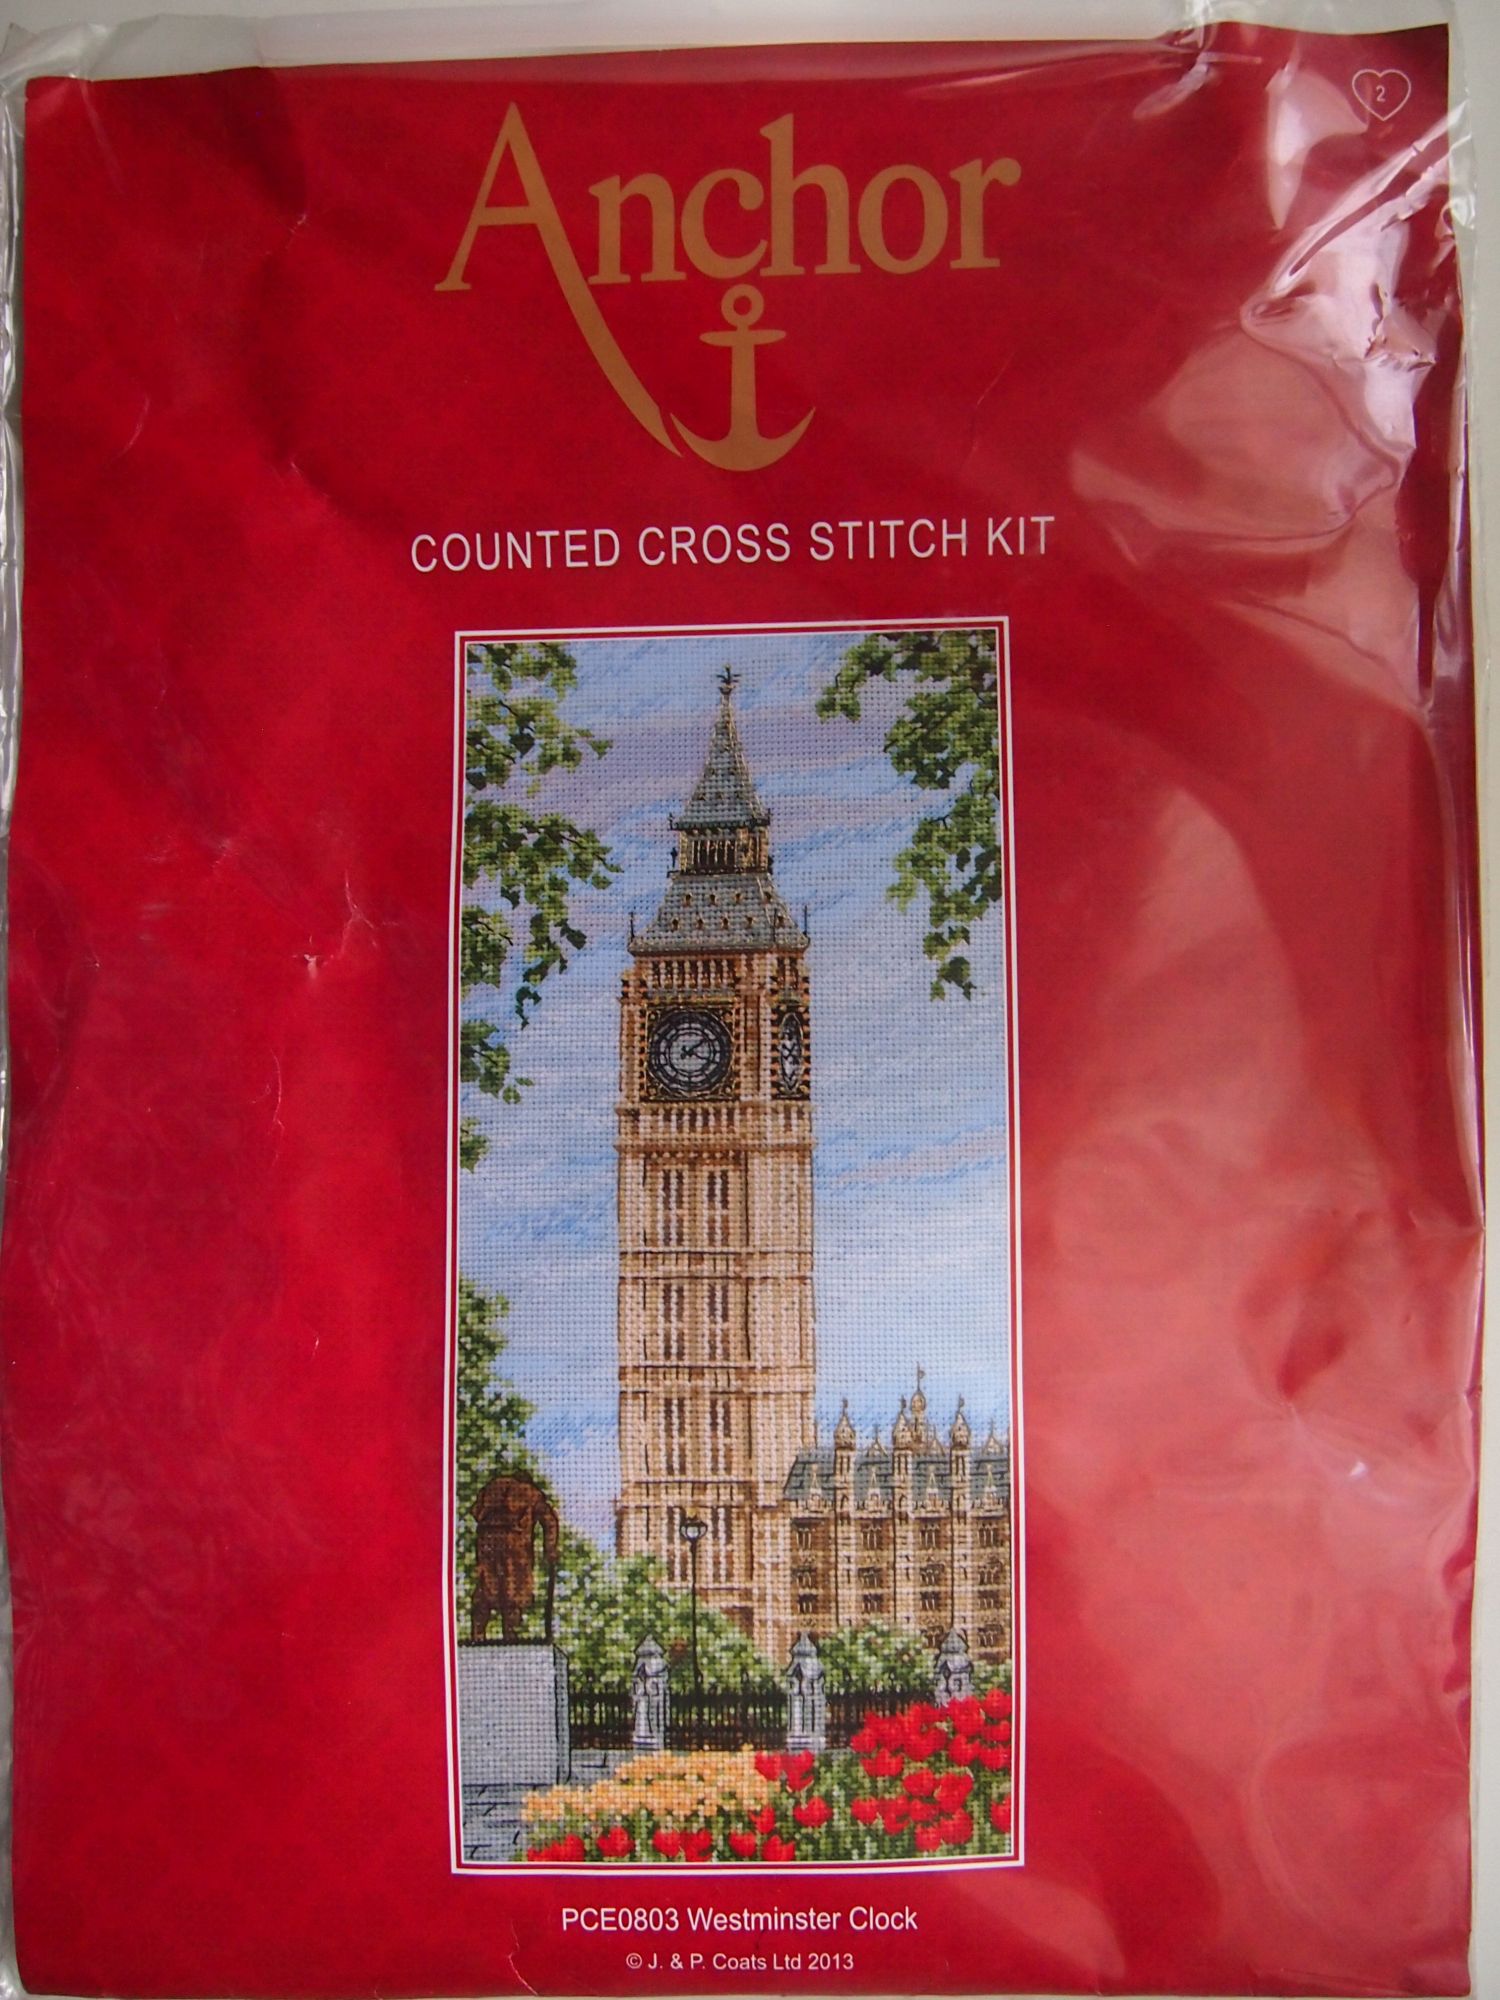 2
Anchor
COUNTED CROSS STITCH KIT
PCE0803 Westminster Clock
© J. & P. Coats Ltd 2013